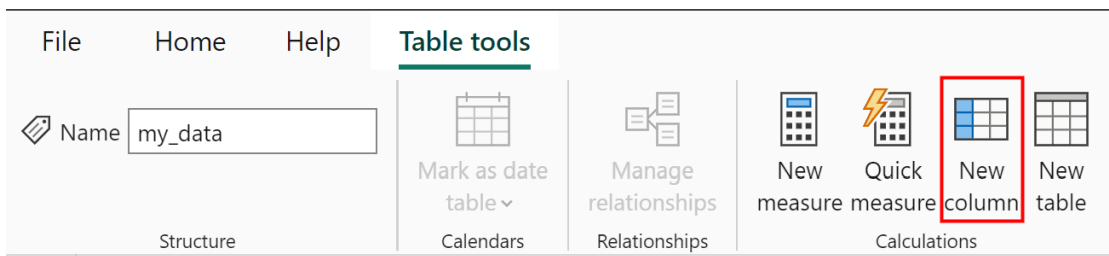 File Home Help Table tools
Name my_data
Mark as date
table
Manage
relationships
New
measure
Quick
measure
New
column
New
table
Structure Calendars Relationships Calculations